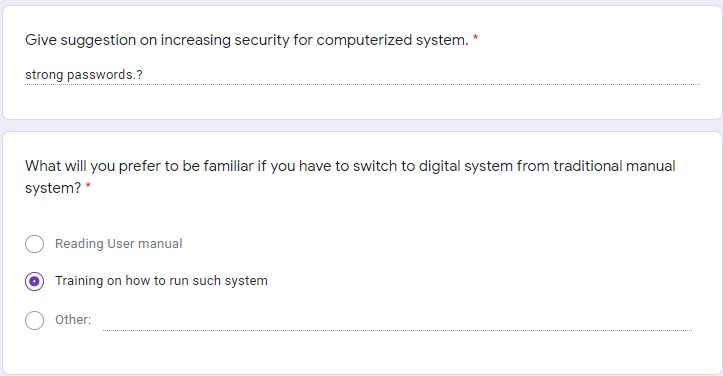 Give suggestion on increasing security for computerized system. *
strong passwords.?
What will you prefer to be familiar if you have to switch to digital system from traditional manual
system? *
Reading User manual
Training on how to run such system
Other: